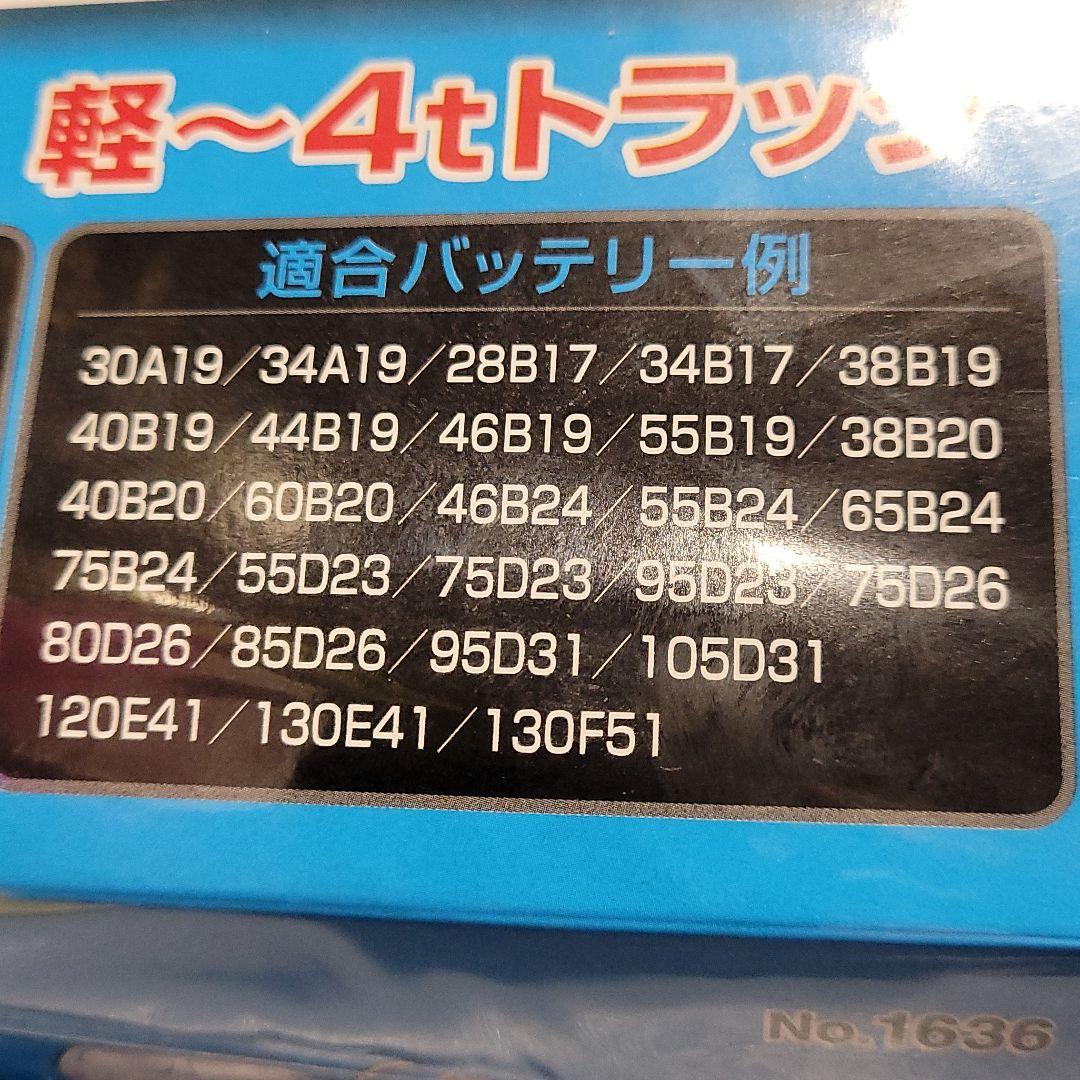 軽～4tトラック
適合バッテリー例
30A19／34A19／28B17／34B17／38B19
40B19／44B19／46B19／55B19／38B20
40B20／60B20／46B24／55B24／65B24
75B24／55D23／75D23／95D23／75D26
80D26／85D26／95D31／105D31
120E41／130E41／130F51
No.1636